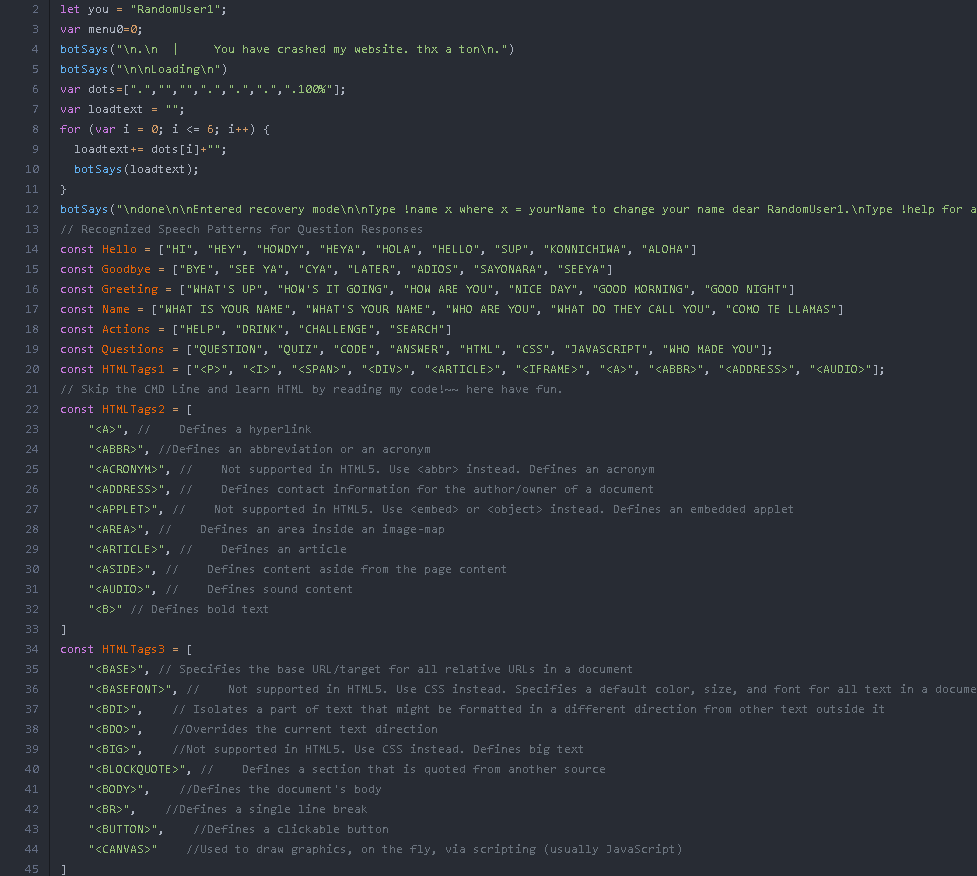 2 let you = "RandomUser1";
3 var menu0=0;
4 botSays("\n.\n  |     You have crashed my website. thx a ton\n.")
5 botSays("\n\nLoading\n")
6 var dots=[".","","",".",".",".",".100%"];
7 var loadtext = "";
8 for (var i = 0; i <= 6; i++) {
9   loadtext+= dots[i]+"";
10   botSays(loadtext);
11 }
12 botSays("\ndone\n\nEntered recovery mode\n\nType !name x where x = yourName to change your name dear RandomUser1.\nType !help for a
13 // Recognized Speech Patterns for Question Responses
14 const Hello = ["HI", "HEY", "HOWDY", "HEYA", "HOLA", "HELLO", "SUP", "KONNICHIWA", "ALOHA"]
15 const Goodbye = ["BYE", "SEE YA", "CYA", "LATER", "ADIOS", "SAYONARA", "SEEYA"]
16 const Greeting = ["WHAT'S UP", "HOW'S IT GOING", "HOW ARE YOU", "NICE DAY", "GOOD MORNING", "GOOD NIGHT"]
17 const Name = ["WHAT IS YOUR NAME", "WHAT'S YOUR NAME", "WHO ARE YOU", "WHAT DO THEY CALL YOU", "COMO TE LLAMAS"]
18 const Actions = ["HELP", "DRINK", "CHALLENGE", "SEARCH"]
19 const Questions = ["QUESTION", "QUIZ", "CODE", "ANSWER", "HTML", "CSS", "JAVASCRIPT", "WHO MADE YOU"];
20 const HTMLTags1 = ["<P>", "<I>", "<SPAN>", "<DIV>", "<ARTICLE>", "<IFRAME>", "<A>", "<ABBR>", "<ADDRESS>", "<AUDIO>"];
21 // Skip the CMD Line and learn HTML by reading my code!~~ here have fun.
22 const HTMLTags2 = [
23     "<A>", //    Defines a hyperlink
24     "<ABBR>", //Defines an abbreviation or an acronym
25     "<ACRONYM>", //    Not supported in HTML5. Use <abbr> instead. Defines an acronym
26     "<ADDRESS>", //    Defines contact information for the author/owner of a document
27     "<APPLET>", //    Not supported in HTML5. Use <embed> or <object> instead. Defines an embedded applet
28     "<AREA>", //    Defines an area inside an image-map
29     "<ARTICLE>", //    Defines an article
30     "<ASIDE>", //    Defines content aside from the page content
31     "<AUDIO>", //    Defines sound content
32     "<B>" // Defines bold text
33 ]
34 const HTMLTags3 = [
35     "<BASE>", // Specifies the base URL/target for all relative URLs in a document
36     "<BASEFONT>", //    Not supported in HTML5. Use CSS instead. Specifies a default color, size, and font for all text in a docume
37     "<BDI>",    // Isolates a part of text that might be formatted in a different direction from other text outside it
38     "<BDO>",    //Overrides the current text direction
39     "<BIG>",    //Not supported in HTML5. Use CSS instead. Defines big text
40     "<BLOCKQUOTE>", //    Defines a section that is quoted from another source
41     "<BODY>",    //Defines the document's body
42     "<BR>",    //Defines a single line break
43     "<BUTTON>",    //Defines a clickable button
44     "<CANVAS>"    //Used to draw graphics, on the fly, via scripting (usually JavaScript)
45 ]